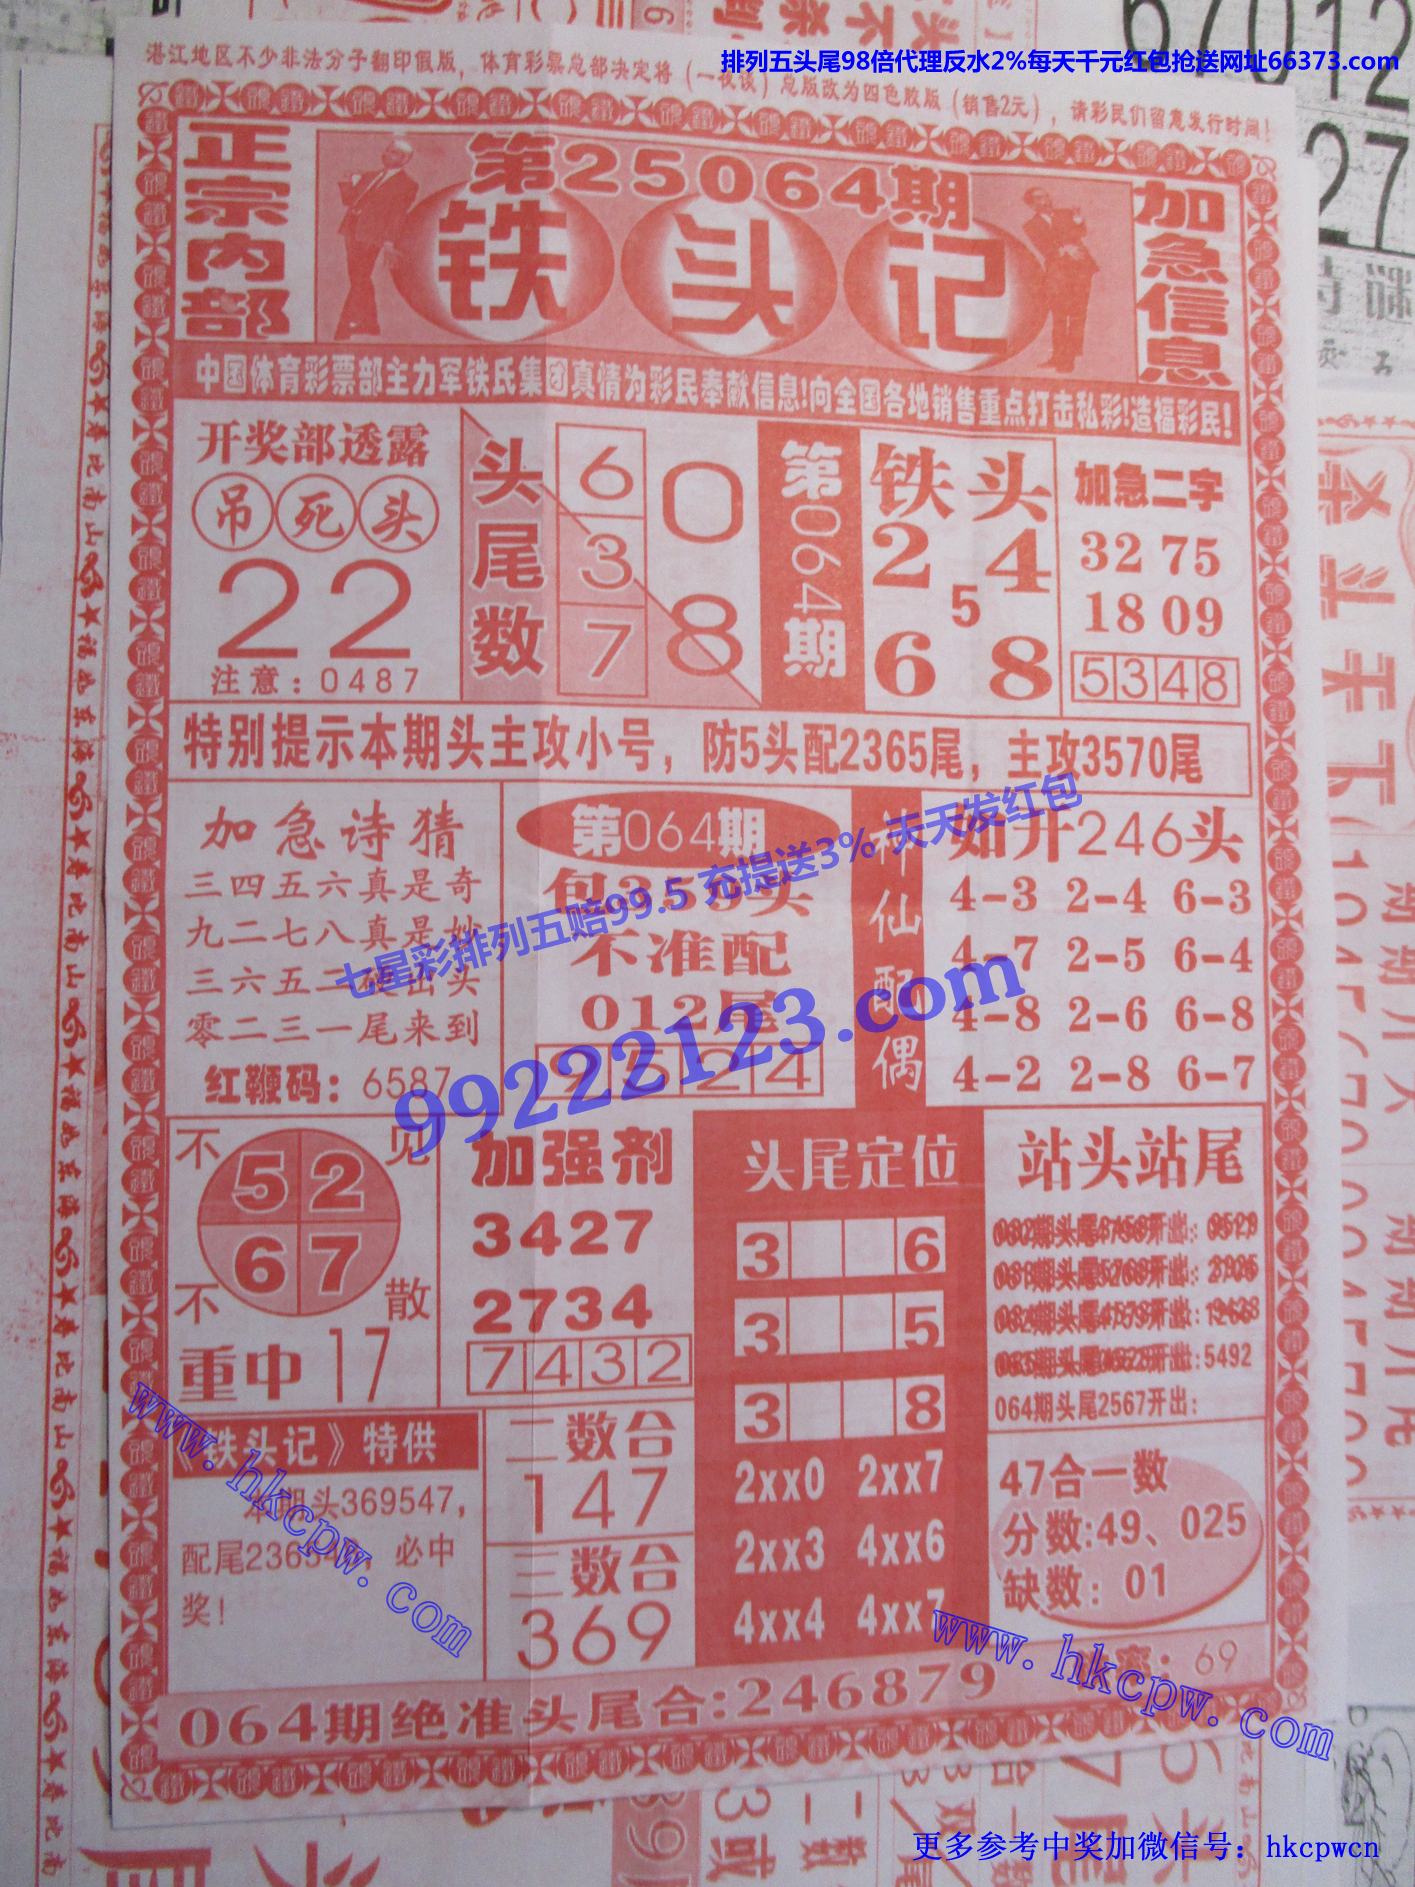 排列五头尾98倍代理反水2%每天千元红包抢送网址66373.com
湛江地区不少非法分子翻印假版，体育彩票总部决定将（一夜谈）总版改为四色胶版（销售2元），请彩民们留意发行时间！
正宗内部
第25064期
铁头记
加急信息
中国体育彩票部主力军铁氏集团真情为彩民奉献信息！向全国各地销售重点打击私彩！造福彩民！
开奖部透露
吊死头
22
注意：0487
头尾数
6
3
7
0
8
第064期
铁头
2 4
5
6 8
加急二字
32 75
18 09
5348
特别提示本期头主攻小号，防5头配2365尾，主攻3570尾
加急诗猜
三四五六真是奇
九二七八真是妙
三六五二硬出头
零二三一尾来到
红鞭码：6587
第064期
不准配
012尾
9524
神仙配偶
如开246头
4-3 2-4 6-3
4-7 2-5 6-4
4-8 2-6 6-8
4-2 2-8 6-7
七星彩排列五赔99.5 充提送3% 天天发红包
99222123.com
不见
52
67
不散
重中17
加强剂
3427
2734
7432
头尾定位
3 6
3 5
3 8
2xx0 2xx7
2xx3 4xx6
4xx4 4xx7
站头站尾
5492
064期头尾2567开出：
《铁头记》特供
本期头369547，
必中
奖！
二数合
147
三数合
369
47合一数
分数:49、025
缺数：01
69
064期绝准头尾合:246879
www.hkcpw.com
www.hkcpw.com
更多参考中奖加微信号：hkcpwcn